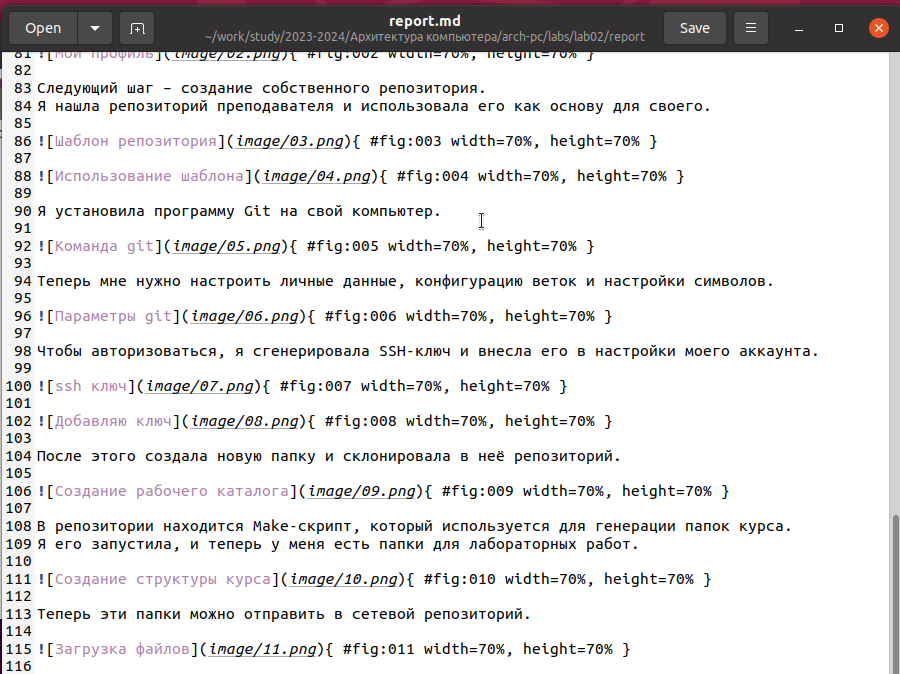 Open
report.md
~/work/study/2023-2024/Архитектура компьютера/arch-pc/labs/lab02/report
Save
81 ![Мой профиль](image/02.png){ #fig:002 width=70%, height=70% }
82
83 Следующий шаг – создание собственного репозитория.
84 Я нашла репозиторий преподавателя и использовала его как основу для своего.
85
86 ![Шаблон репозитория](image/03.png){ #fig:003 width=70%, height=70% }
87
88 ![Использование шаблона](image/04.png){ #fig:004 width=70%, height=70% }
89
90 Я установила программу Git на свой компьютер.
91
92 ![Команда git](image/05.png){ #fig:005 width=70%, height=70% }
93
94 Теперь мне нужно настроить личные данные, конфигурацию веток и настройки символов.
95
96 ![Параметры git](image/06.png){ #fig:006 width=70%, height=70% }
97
98 Чтобы авторизоваться, я сгенерировала SSH-ключ и внесла его в настройки моего аккаунта.
99
100 ![ssh ключ](image/07.png){ #fig:007 width=70%, height=70% }
101
102 ![Добавляю ключ](image/08.png){ #fig:008 width=70%, height=70% }
103
104 После этого создала новую папку и склонировала в неё репозиторий.
105
106 ![Создание рабочего каталога](image/09.png){ #fig:009 width=70%, height=70% }
107
108 В репозитории находится Make-скрипт, который используется для генерации папок курса.
109 Я его запустила, и теперь у меня есть папки для лабораторных работ.
110
111 ![Создание структуры курса](image/10.png){ #fig:010 width=70%, height=70% }
112
113 Теперь эти папки можно отправить в сетевой репозиторий.
114
115 ![Загрузка файлов](image/11.png){ #fig:011 width=70%, height=70% }
116